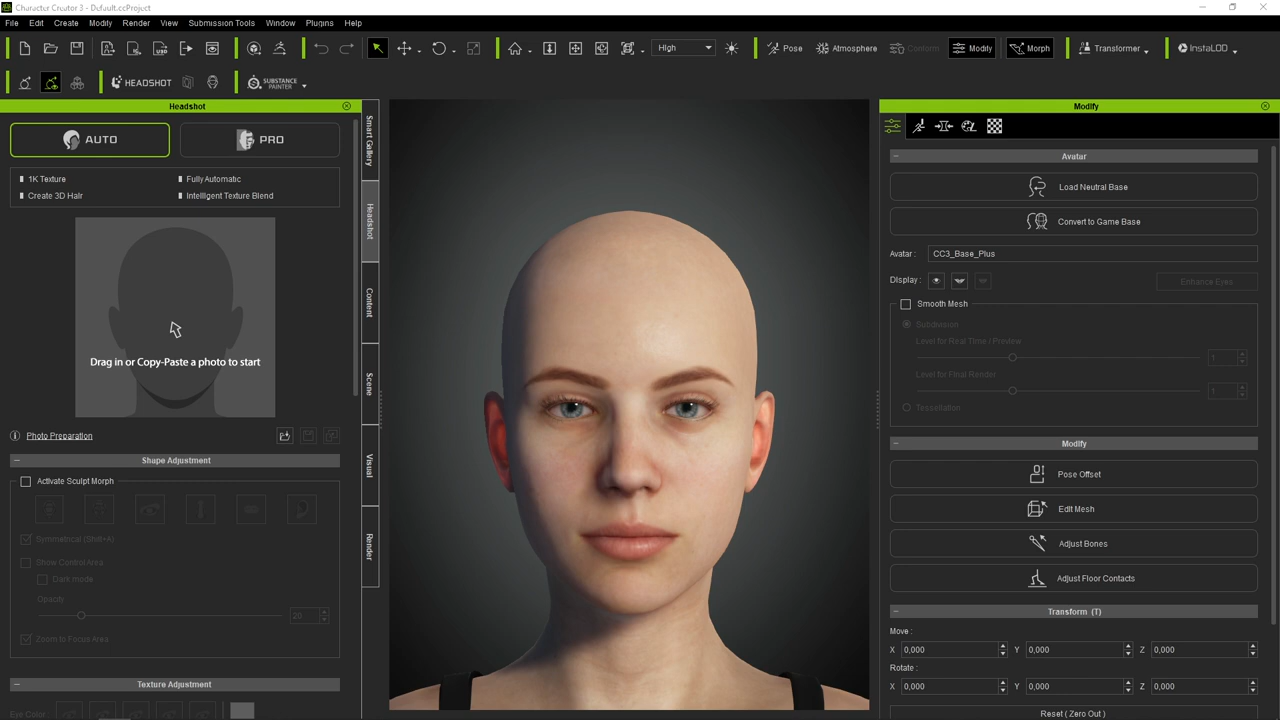 Character Creator 3 - Default.ccProject
File Edit Create Modify Render View Submission Tools Window Plugins Help
High Pose Atmosphere Conform Modify Morph Transformer InstaLOD
HEADSHOT SUBSTANCE PAINTER
Headshot
AUTO PRO
1K Texture Fully Automatic
Create 3D Hair Intelligent Texture Blend
Drag in or Copy-Paste a photo to start
Photo Preparation
Shape Adjustment
Activate Sculpt Morph
Symmetrical (Shift+A)
Show Control Area
Dark mode
Opacity
20
Zoom to Focus Area
Texture Adjustment
Eye Color
Smart Gallery
Headshot
Content
Scene
Visual
Render
Modify
Avatar
Load Neutral Base
Convert to Game Base
Avatar : CC3_Base_Plus
Display : Enhance Eyes
Smooth Mesh
Subdivision
Level for Real Time / Preview
1
Level for Final Render
1
Tessellation
Modify
Pose Offset
Edit Mesh
Adjust Bones
Adjust Floor Contacts
Transform (T)
Move :
X 0,000 Y 0,000 Z 0,000
Rotate :
X 0,000 Y 0,000 Z 0,000
Reset ( Zero Out )